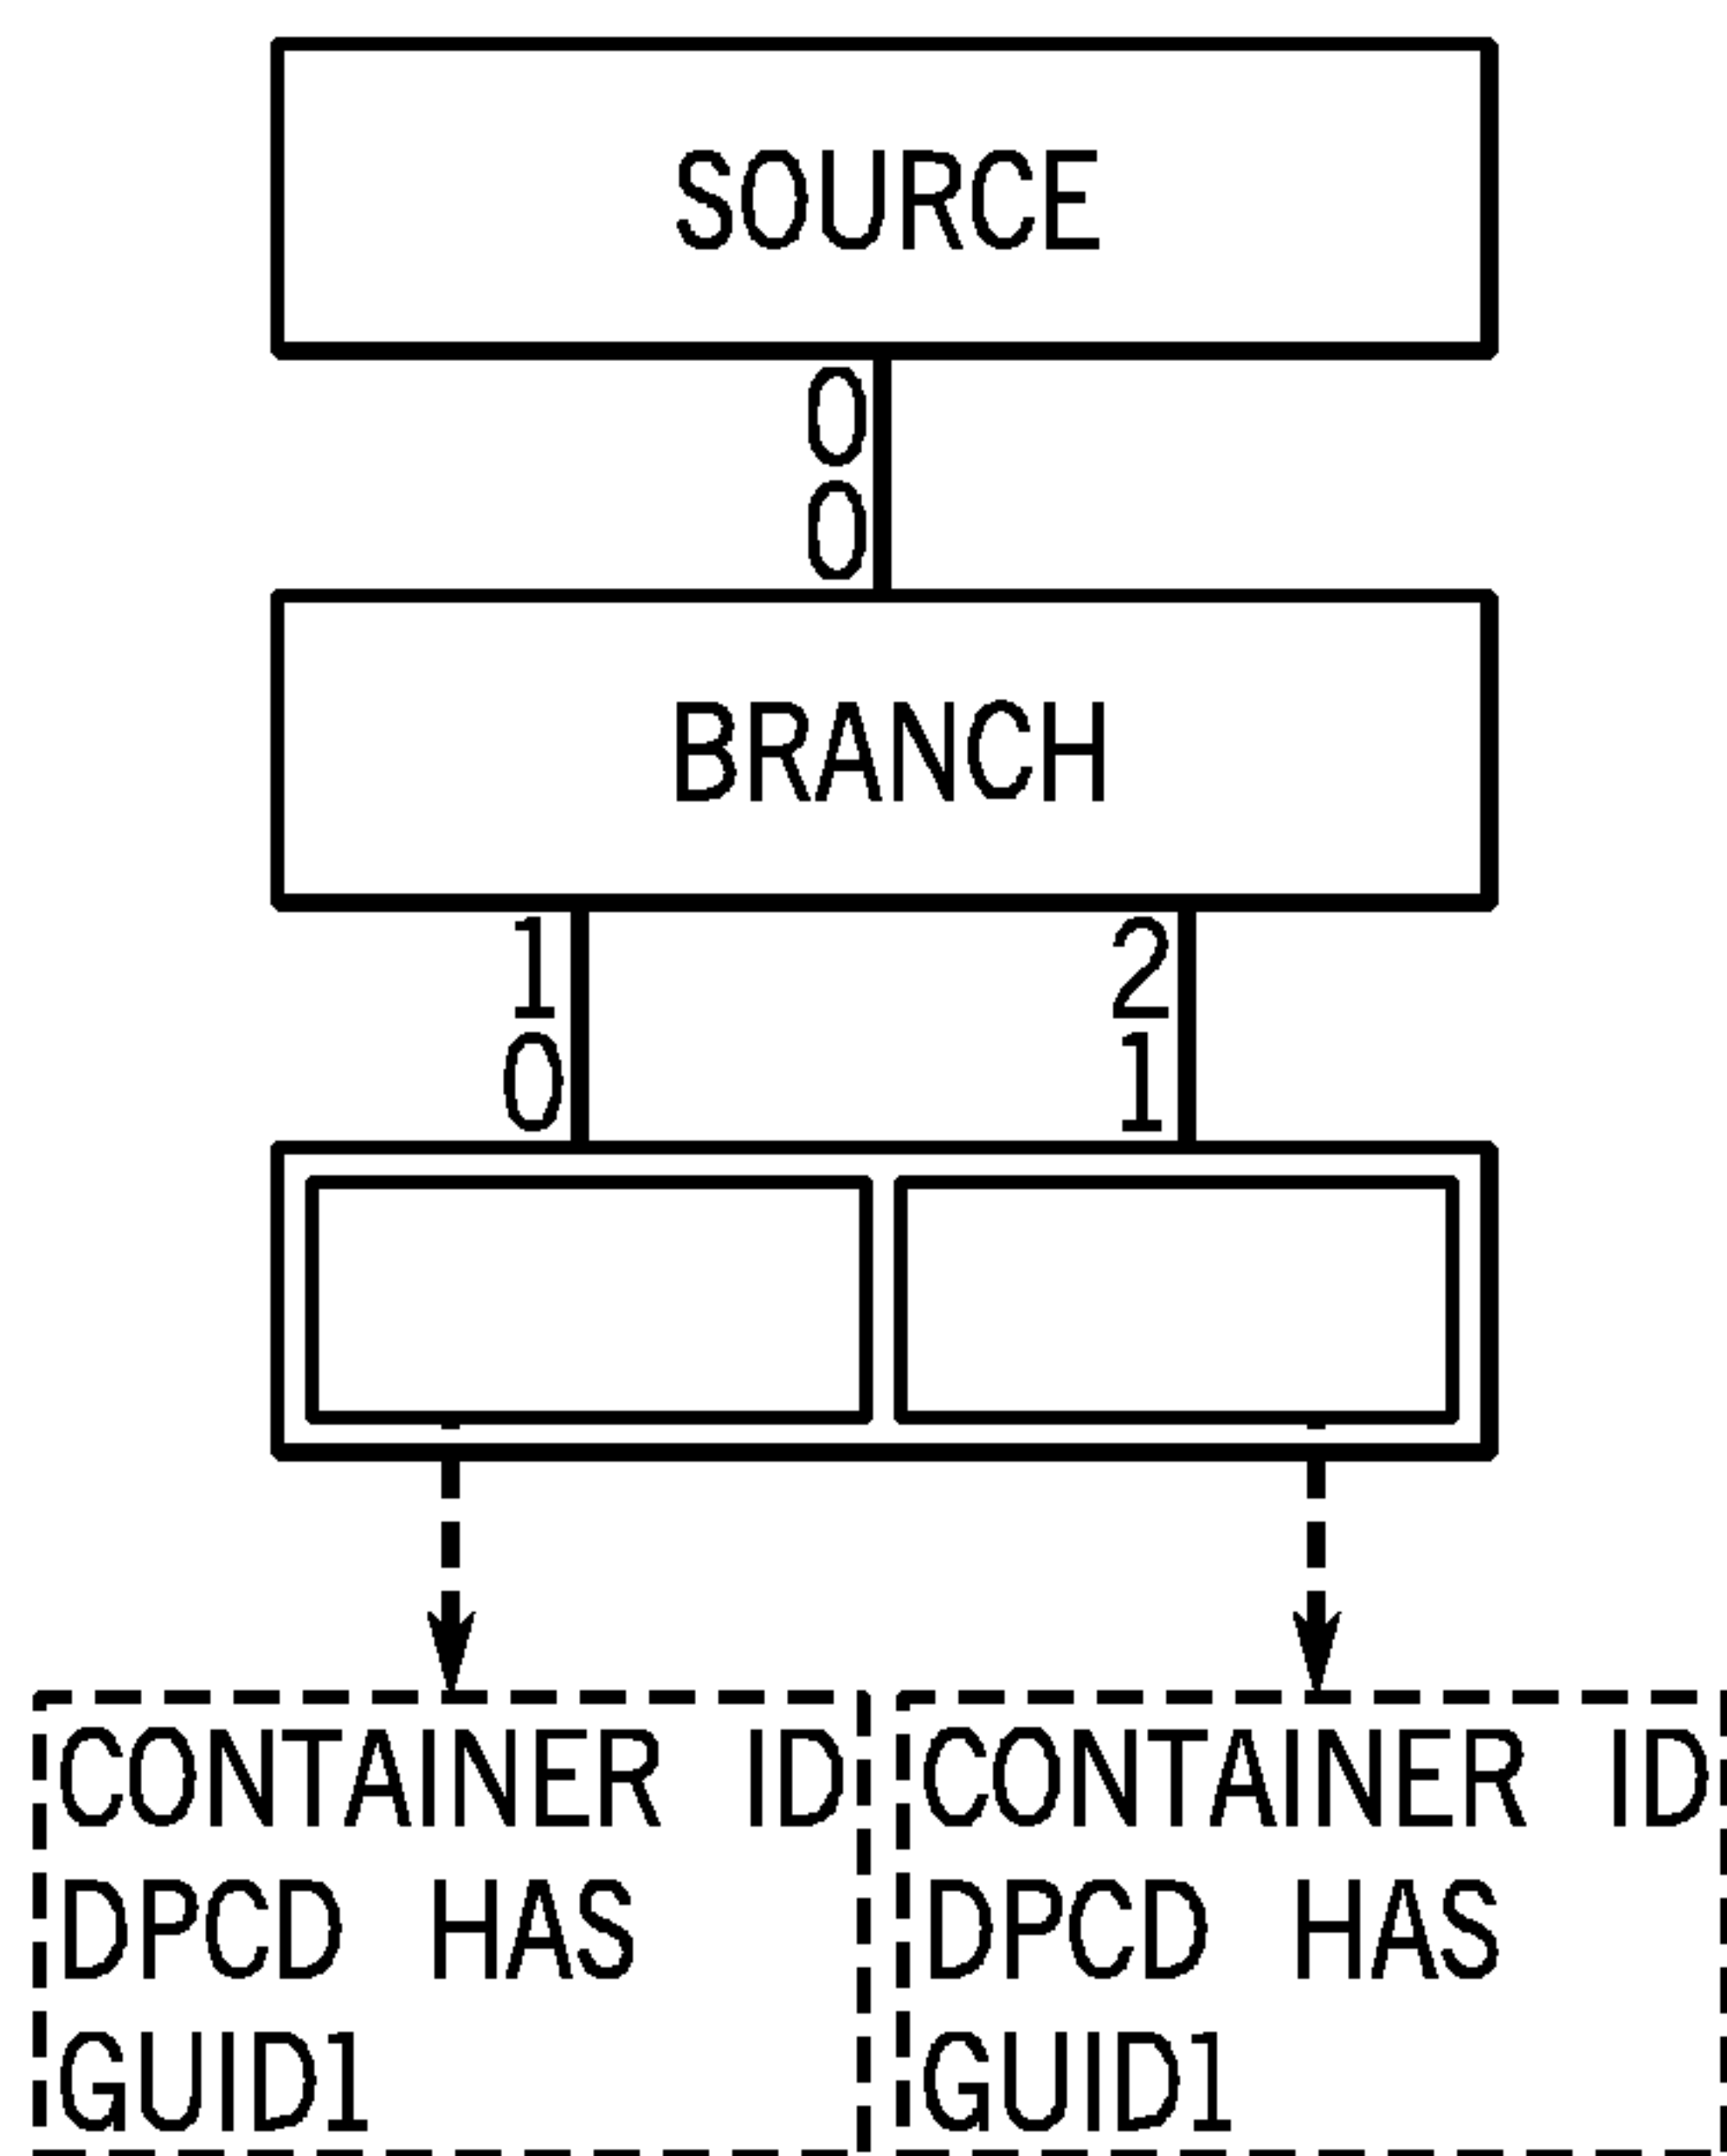 SOURCE
0
0
BRANCH
1 2
0 1
CONTAINER ID
DPCD HAS
GUID1
CONTAINER ID
DPCD HAS
GUID1